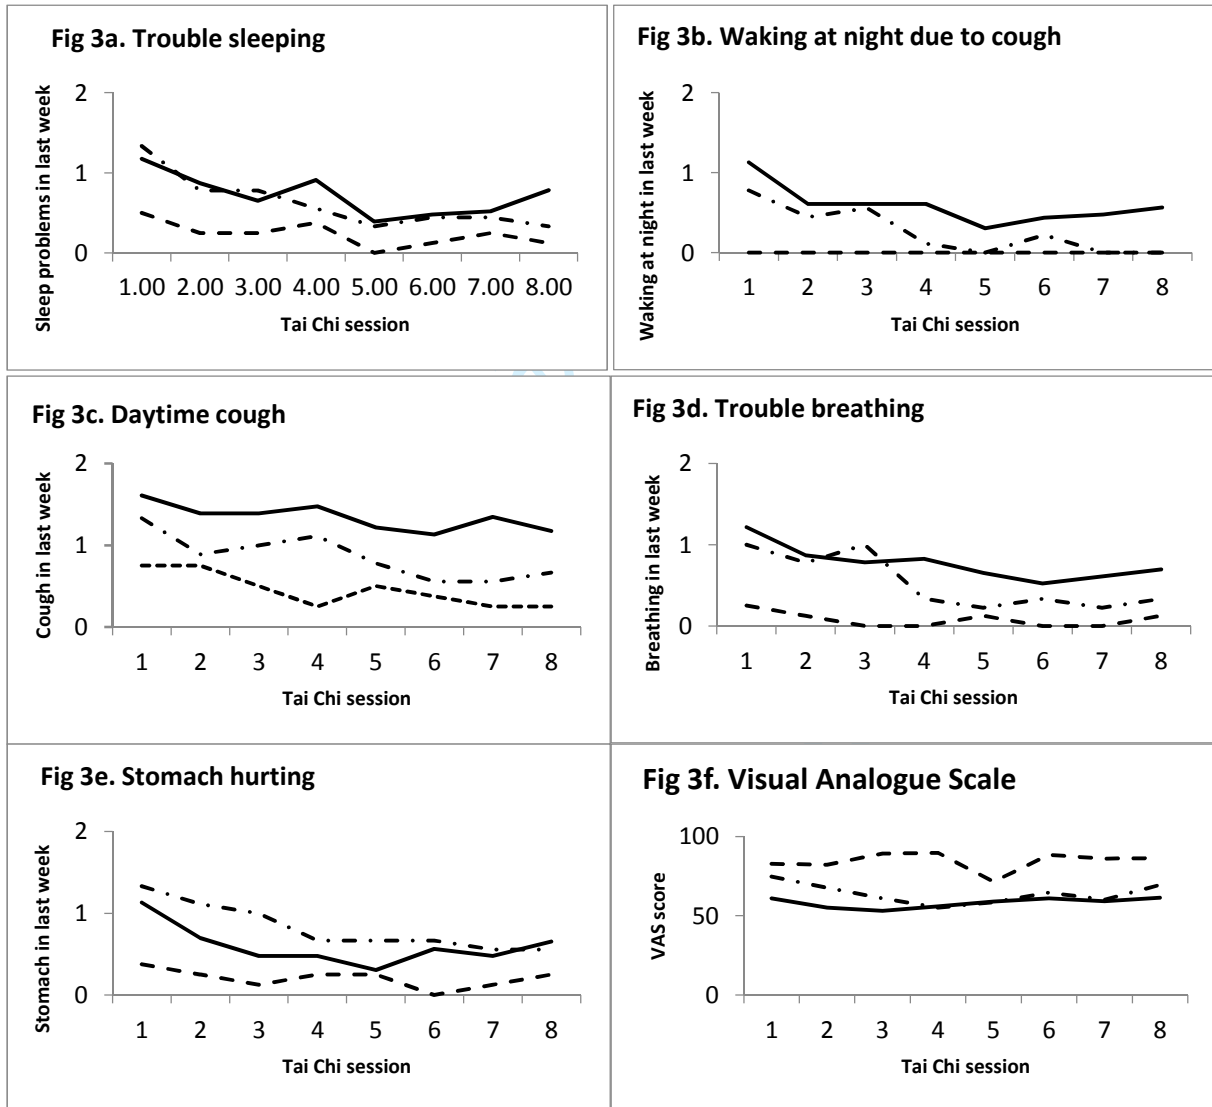 Fig 3a. Trouble sleeping
Sleep problems in last week
2
1
0
1.00 2.00 3.00 4.00 5.00 6.00 7.00 8.00
Tai Chi session
Fig 3b. Waking at night due to cough
Waking at night in last week
2
1
0
1 2 3 4 5 6 7 8
Tai Chi session
Fig 3c. Daytime cough
Cough in last week
2
1
0
1 2 3 4 5 6 7 8
Tai Chi session
Fig 3d. Trouble breathing
Breathing in last week
2
1
0
1 2 3 4 5 6 7 8
Tai Chi session
Fig 3e. Stomach hurting
Stomach in last week
2
1
0
1 2 3 4 5 6 7 8
Tai Chi session
Fig 3f. Visual Analogue Scale
VAS score
100
50
0
1 2 3 4 5 6 7 8
Tai Chi session